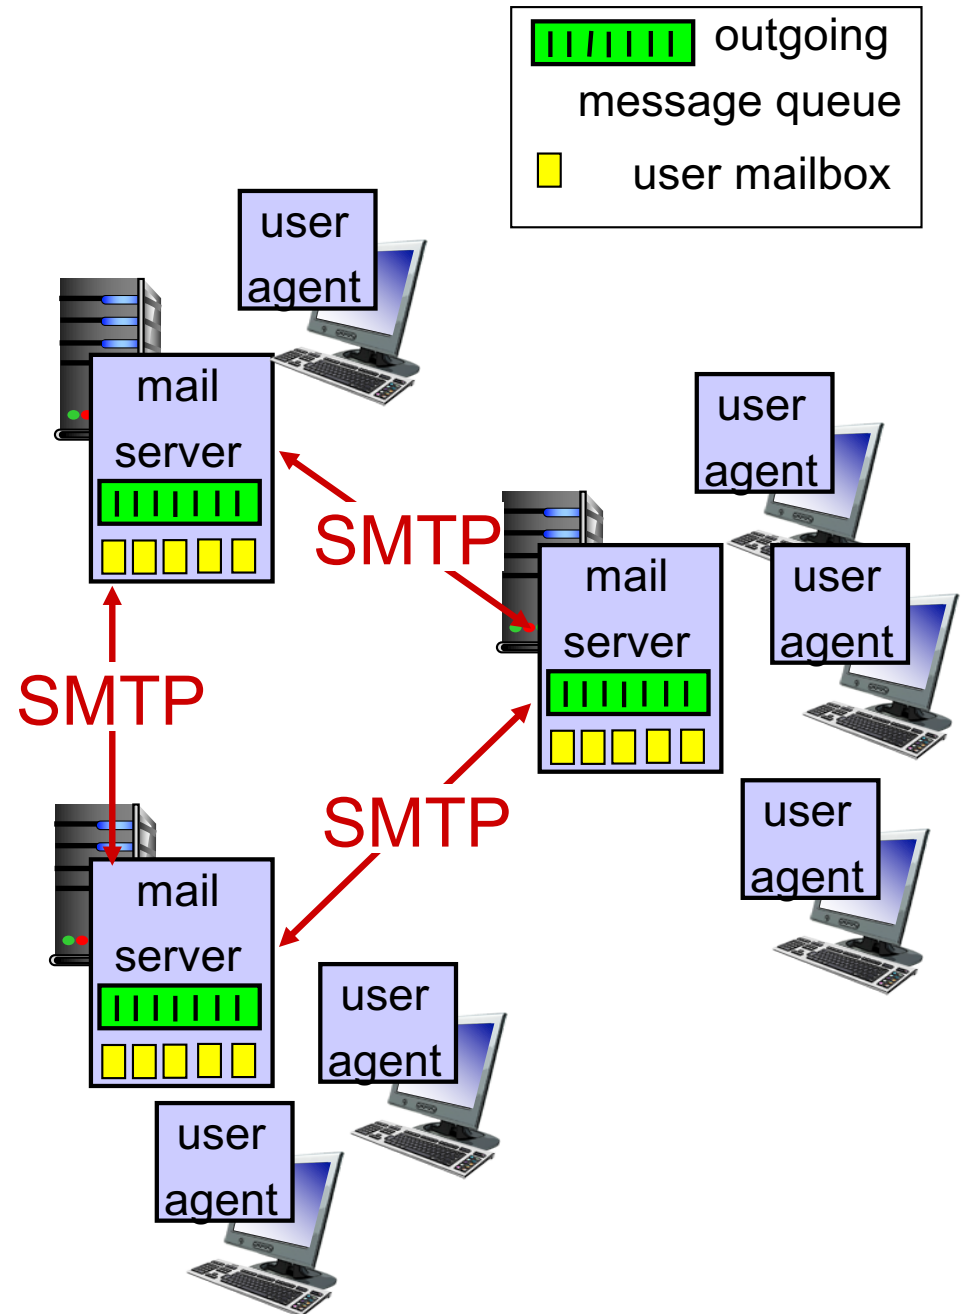 outgoing
message queue
user mailbox
user
agent
mail
server
user
agent
SMTP
mail
server
user
agent
SMTP
user
agent
SMTP
mail
server
user
agent
user
agent